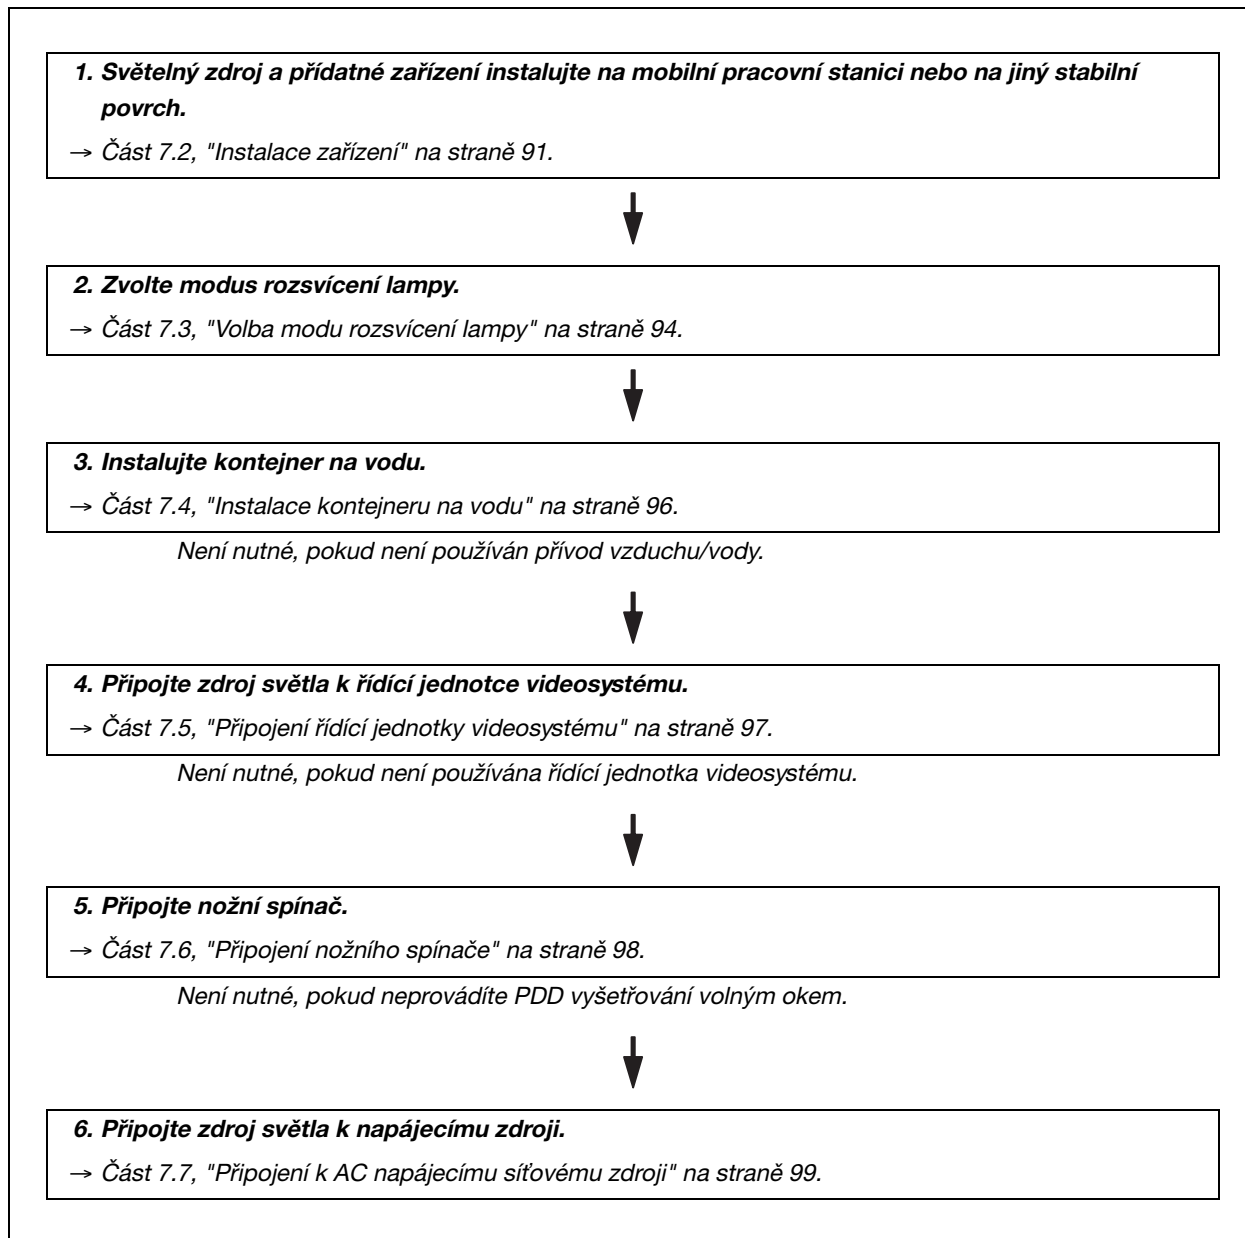 1. Světelný zdroj a přídatné zařízení instalujte na mobilní pracovní stanici nebo na jiný stabilní
povrch.
→ Část 7.2, "Instalace zařízení" na straně 91.
2. Zvolte modus rozsvícení lampy.
→ Část 7.3, "Volba modu rozsvícení lampy" na straně 94.
3. Instalujte kontejner na vodu.
→ Část 7.4, "Instalace kontejneru na vodu" na straně 96.
Není nutné, pokud není používán přívod vzduchu/vody.
4. Připojte zdroj světla k řídící jednotce videosystému.
→ Část 7.5, "Připojení řídící jednotky videosystému" na straně 97.
Není nutné, pokud není používána řídící jednotka videosystému.
5. Připojte nožní spínač.
→ Část 7.6, "Připojení nožního spínače" na straně 98.
Není nutné, pokud neprovádíte PDD vyšetřování volným okem.
6. Připojte zdroj světla k napájecímu zdroji.
→ Část 7.7, "Připojení k AC napájecímu síťovému zdroji" na straně 99.